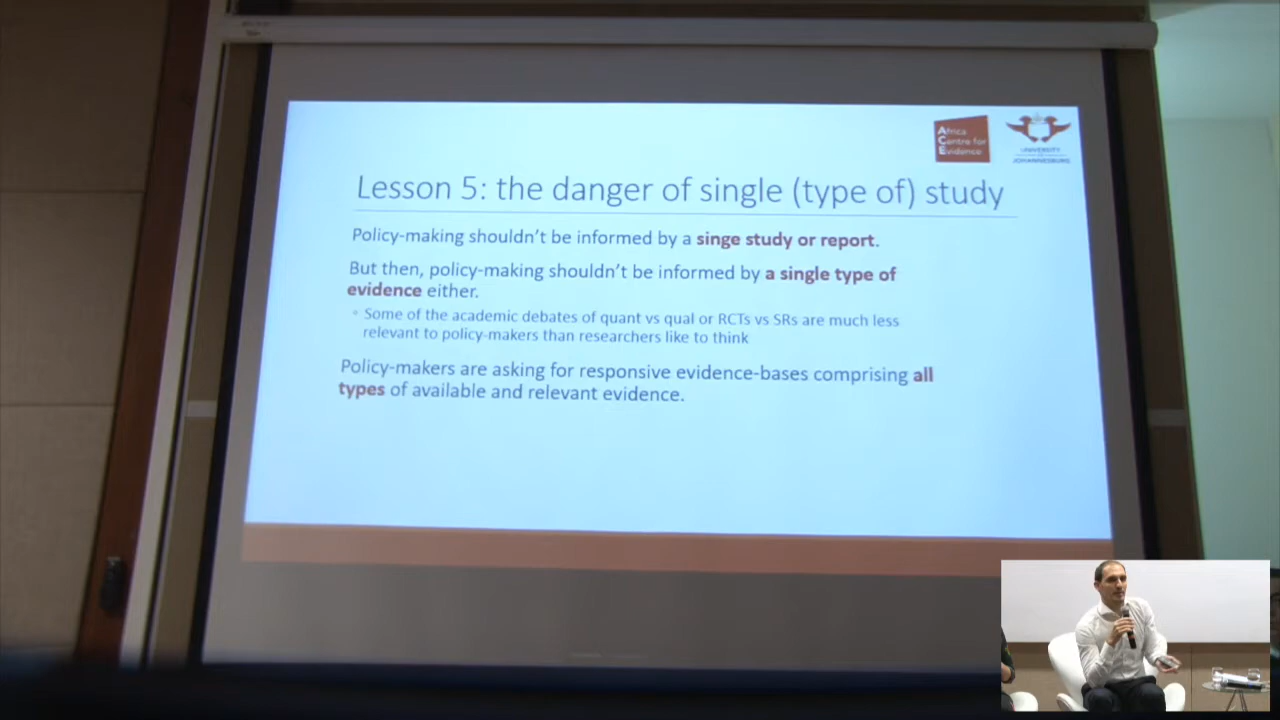 Africa
Centre for
Evidence
UNIVERSITY
JOHANNESBURG
Lesson 5: the danger of single (type of) study
Policy-making shouldn't be informed by a singe study or report.
But then, policy-making shouldn't be informed by a single type of
evidence either.
Some of the academic debates of quant vs qual or RCTs vs SRs are much less
relevant to policy-makers than researchers like to think
Policy-makers are asking for responsive evidence-bases comprising all
types of available and relevant evidence.